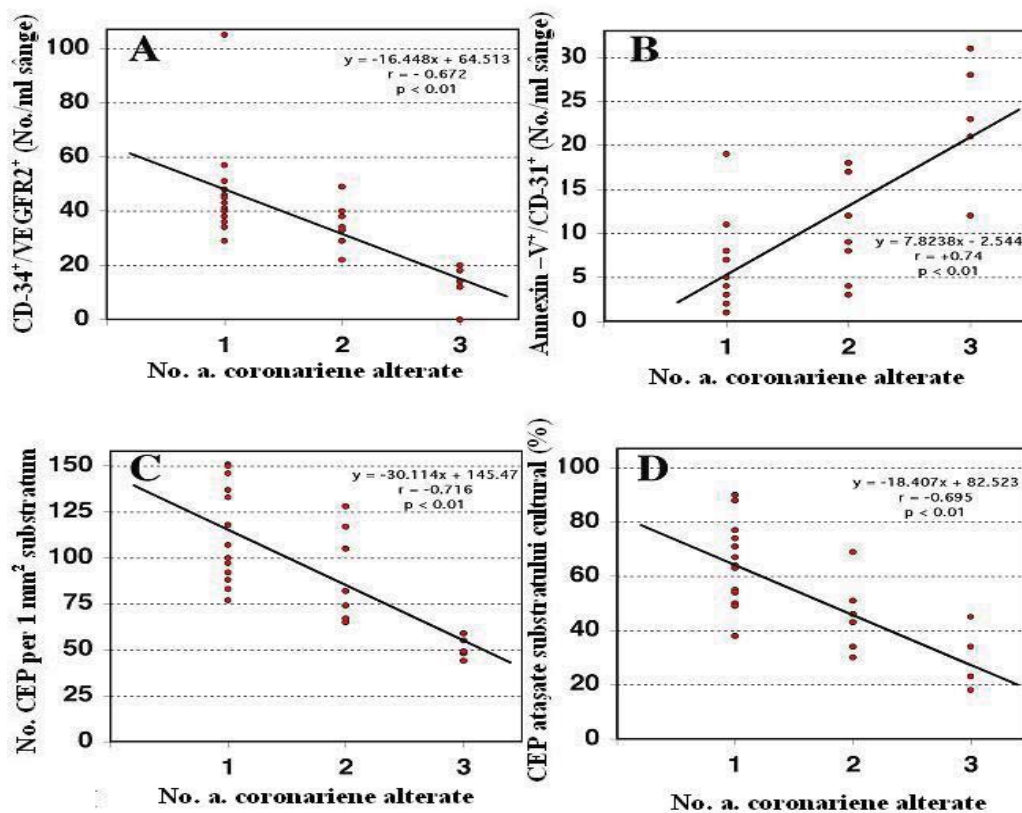 A
CD-34⁺/VEGFR2⁺ (No./ml sânge)
100
80
60
40
20
0
y = -16.448x + 64.513
r = - 0.672
p < 0.01
1 2 3
No. a. coronariene alterate
B
Annexin –V⁺/CD-31⁺ (No./ml sânge)
30
25
20
15
10
5
0
y = 7.8238x - 2.544
r = +0.74
p < 0.01
1 2 3
No. a. coronariene alterate
C
No. CEP per 1 mm² substratum
150
125
100
75
50
25
0
y = -30.114x + 145.47
r = -0.716
p < 0.01
1 2 3
No. a. coronariene alterate
D
CEP atașate substratului cultural (%)
100
80
60
40
20
0
y = -18.407x + 82.523
r = -0.695
p < 0.01
1 2 3
No. a. coronariene alterate